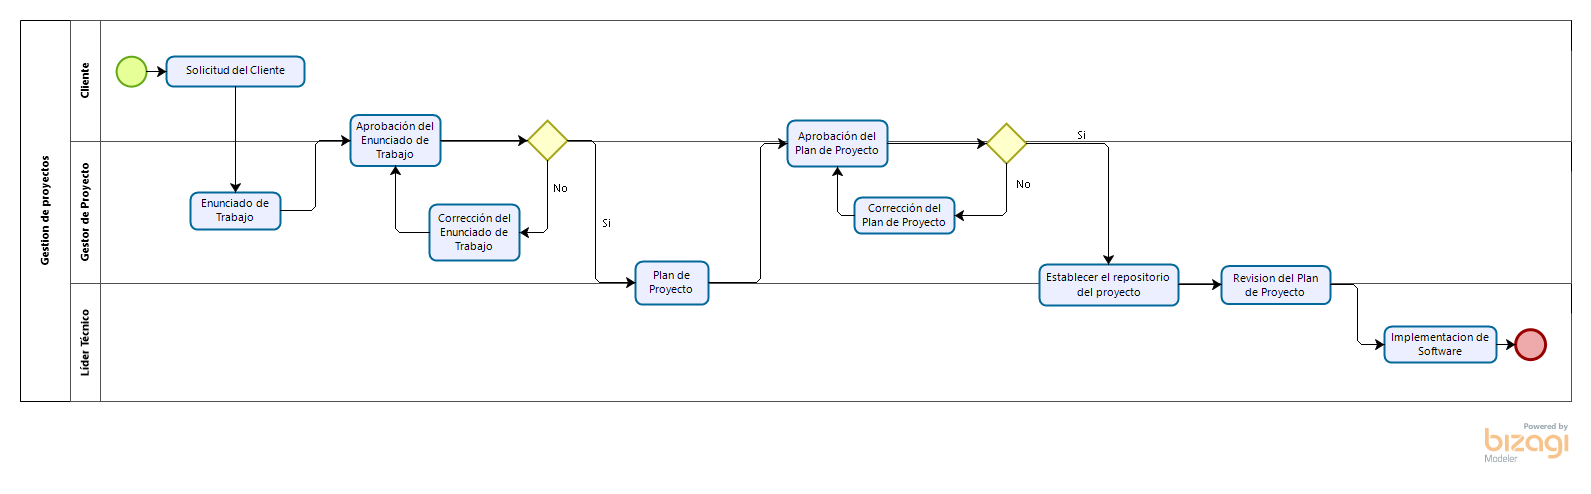 Gestion de proyectos
Cliente
Solicitud del Cliente
Aprobación del
Enunciado de
Trabajo
Aprobación del
Plan de Proyecto
Si
Gestor de Proyecto
Enunciado de
Trabajo
No
Corrección del
Enunciado de
Trabajo
Si
No
Corrección del
Plan de Proyecto
Plan de
Proyecto
Establecer el repositorio
del proyecto
Revision del Plan
de Proyecto
Líder Técnico
Implementacion de
Software
Powered by
bizagi
Modeler